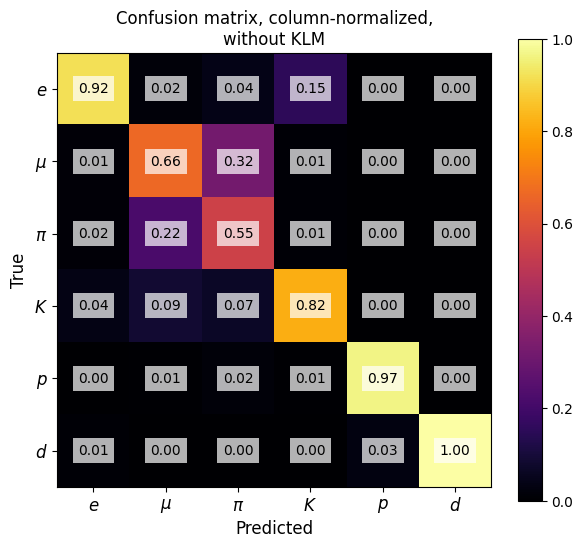 Confusion matrix, column-normalized,
without KLM
True
e 0.92 0.02 0.04 0.15 0.00 0.00
μ 0.01 0.66 0.32 0.01 0.00 0.00
π 0.02 0.22 0.55 0.01 0.00 0.00
K 0.04 0.09 0.07 0.82 0.00 0.00
p 0.00 0.01 0.02 0.01 0.97 0.00
d 0.01 0.00 0.00 0.00 0.03 1.00
e μ π K p d
Predicted
1.0
0.8
0.6
0.4
0.2
0.0